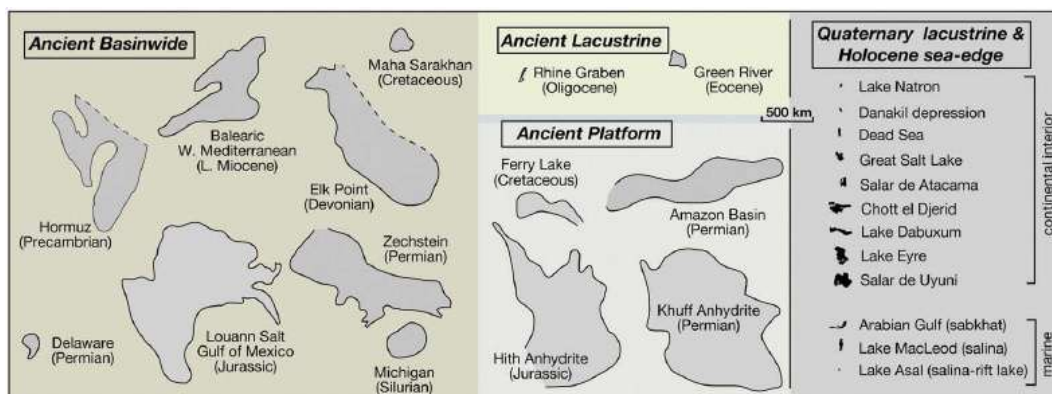 Ancient Basinwide
Maha Sarakhan
(Cretaceous)
Balearic
W. Mediterranean
(L. Miocene)
Elk Point
(Devonian)
Hormuz
(Precambrian)
Zechstein
(Permian)
Delaware
(Permian)
Louann Salt
Gulf of Mexico
(Jurassic)
Michigan
(Silurian)
Ancient Lacustrine
Rhine Graben
(Oligocene)
Green River
(Eocene)
500 km
Ancient Platform
Ferry Lake
(Cretaceous)
Amazon Basin
(Permian)
Khuff Anhydrite
(Permian)
Hith Anhydrite
(Jurassic)
Quaternary lacustrine &
Holocene sea-edge
Lake Natron
Danakil depression
Dead Sea
Great Salt Lake
Salar de Atacama
Chott el Djerid
Lake Dabuxum
Lake Eyre
Salar de Uyuni
continental interior
Arabian Gulf (sabkhat)
Lake MacLeod (salina)
Lake Asal (salina-rift lake)
marine